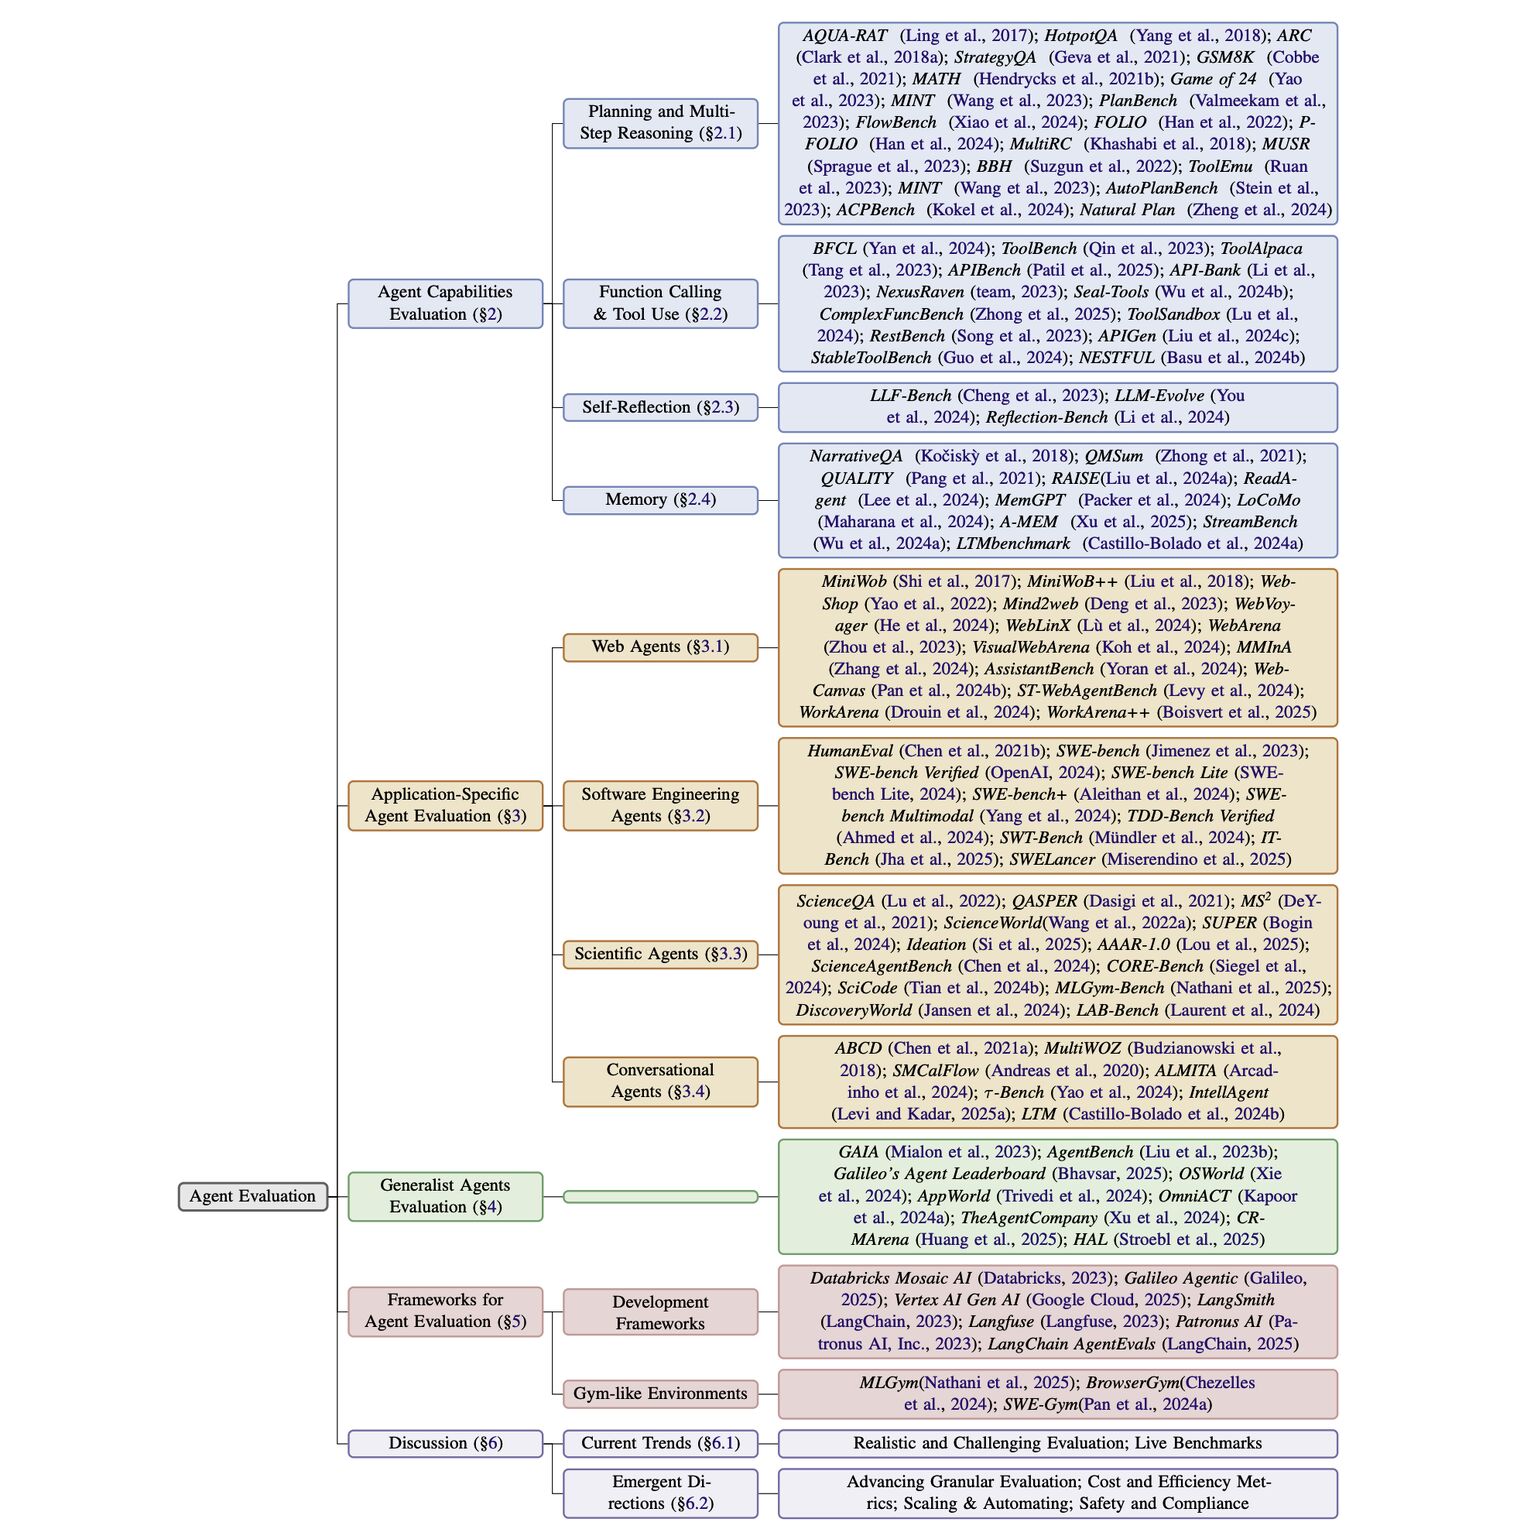 AQUA-RAT (Ling et al., 2017); HotpotQA (Yang et al., 2018); ARC
(Clark et al., 2018a); StrategyQA (Geva et al., 2021); GSM8K (Cobbe
et al., 2021); MATH (Hendrycks et al., 2021b); Game of 24 (Yao
et al., 2023); MINT (Wang et al., 2023); PlanBench (Valmeekam et al.,
2023); FlowBench (Xiao et al., 2024); FOLIO (Han et al., 2022); P-
FOLIO (Han et al., 2024); MultiRC (Khashabi et al., 2018); MUSR
(Sprague et al., 2023); BBH (Suzgun et al., 2022); ToolEmu (Ruan
et al., 2023); MINT (Wang et al., 2023); AutoPlanBench (Stein et al.,
2023); ACPBench (Kokel et al., 2024); Natural Plan (Zheng et al., 2024)
Planning and Multi-
Step Reasoning (§2.1)
BFCL (Yan et al., 2024); ToolBench (Qin et al., 2023); ToolAlpaca
(Tang et al., 2023); APIBench (Patil et al., 2025); API-Bank (Li et al.,
2023); NexusRaven (team, 2023); Seal-Tools (Wu et al., 2024b);
ComplexFuncBench (Zhong et al., 2025); ToolSandbox (Lu et al.,
2024); RestBench (Song et al., 2023); APIGen (Liu et al., 2024c);
StableToolBench (Guo et al., 2024); NESTFUL (Basu et al., 2024b)
Agent Capabilities
Evaluation (§2)
Function Calling
& Tool Use (§2.2)
Self-Reflection (§2.3)
LLF-Bench (Cheng et al., 2023); LLM-Evolve (You
et al., 2024); Reflection-Bench (Li et al., 2024)
Memory (§2.4)
NarrativeQA (Kočiskỳ et al., 2018); QMSum (Zhong et al., 2021);
QUALITY (Pang et al., 2021); RAISE(Liu et al., 2024a); ReadA-
gent (Lee et al., 2024); MemGPT (Packer et al., 2024); LoCoMo
(Maharana et al., 2024); A-MEM (Xu et al., 2025); StreamBench
(Wu et al., 2024a); LTMbenchmark (Castillo-Bolado et al., 2024a)
Web Agents (§3.1)
MiniWob (Shi et al., 2017); MiniWoB++ (Liu et al., 2018); Web-
Shop (Yao et al., 2022); Mind2web (Deng et al., 2023); WebVoy-
ager (He et al., 2024); WebLinX (Lù et al., 2024); WebArena
(Zhou et al., 2023); VisualWebArena (Koh et al., 2024); MMInA
(Zhang et al., 2024); AssistantBench (Yoran et al., 2024); Web-
Canvas (Pan et al., 2024b); ST-WebAgentBench (Levy et al., 2024);
WorkArena (Drouin et al., 2024); WorkArena++ (Boisvert et al., 2025)
Application-Specific
Agent Evaluation (§3)
Software Engineering
Agents (§3.2)
HumanEval (Chen et al., 2021b); SWE-bench (Jimenez et al., 2023);
SWE-bench Verified (OpenAI, 2024); SWE-bench Lite (SWE-
bench Lite, 2024); SWE-bench+ (Aleithan et al., 2024); SWE-
bench Multimodal (Yang et al., 2024); TDD-Bench Verified
(Ahmed et al., 2024); SWT-Bench (Mündler et al., 2024); IT-
Bench (Jha et al., 2025); SWELancer (Miserendino et al., 2025)
Scientific Agents (§3.3)
ScienceQA (Lu et al., 2022); QASPER (Dasigi et al., 2021); MS² (DeY-
oung et al., 2021); ScienceWorld(Wang et al., 2022a); SUPER (Bogin
et al., 2024); Ideation (Si et al., 2025); AAAR-1.0 (Lou et al., 2025);
ScienceAgentBench (Chen et al., 2024); CORE-Bench (Siegel et al.,
2024); SciCode (Tian et al., 2024b); MLGym-Bench (Nathani et al., 2025);
DiscoveryWorld (Jansen et al., 2024); LAB-Bench (Laurent et al., 2024)
Conversational
Agents (§3.4)
ABCD (Chen et al., 2021a); MultiWOZ (Budzianowski et al.,
2018); SMCalFlow (Andreas et al., 2020); ALMITA (Arcad-
inho et al., 2024); τ-Bench (Yao et al., 2024); IntellAgent
(Levi and Kadar, 2025a); LTM (Castillo-Bolado et al., 2024b)
Agent Evaluation
Generalist Agents
Evaluation (§4)
GAIA (Mialon et al., 2023); AgentBench (Liu et al., 2023b);
Galileo's Agent Leaderboard (Bhavsar, 2025); OSWorld (Xie
et al., 2024); AppWorld (Trivedi et al., 2024); OmniACT (Kapoor
et al., 2024a); TheAgentCompany (Xu et al., 2024); CR-
MArena (Huang et al., 2025); HAL (Stroebl et al., 2025)
Frameworks for
Agent Evaluation (§5)
Development
Frameworks
Databricks Mosaic AI (Databricks, 2023); Galileo Agentic (Galileo,
2025); Vertex AI Gen AI (Google Cloud, 2025); LangSmith
(LangChain, 2023); Langfuse (Langfuse, 2023); Patronus AI (Pa-
tronus AI, Inc., 2023); LangChain AgentEvals (LangChain, 2025)
Gym-like Environments
MLGym(Nathani et al., 2025); BrowserGym(Chezelles
et al., 2024); SWE-Gym(Pan et al., 2024a)
Discussion (§6)
Current Trends (§6.1)
Realistic and Challenging Evaluation; Live Benchmarks
Emergent Di-
rections (§6.2)
Advancing Granular Evaluation; Cost and Efficiency Met-
rics; Scaling & Automating; Safety and Compliance